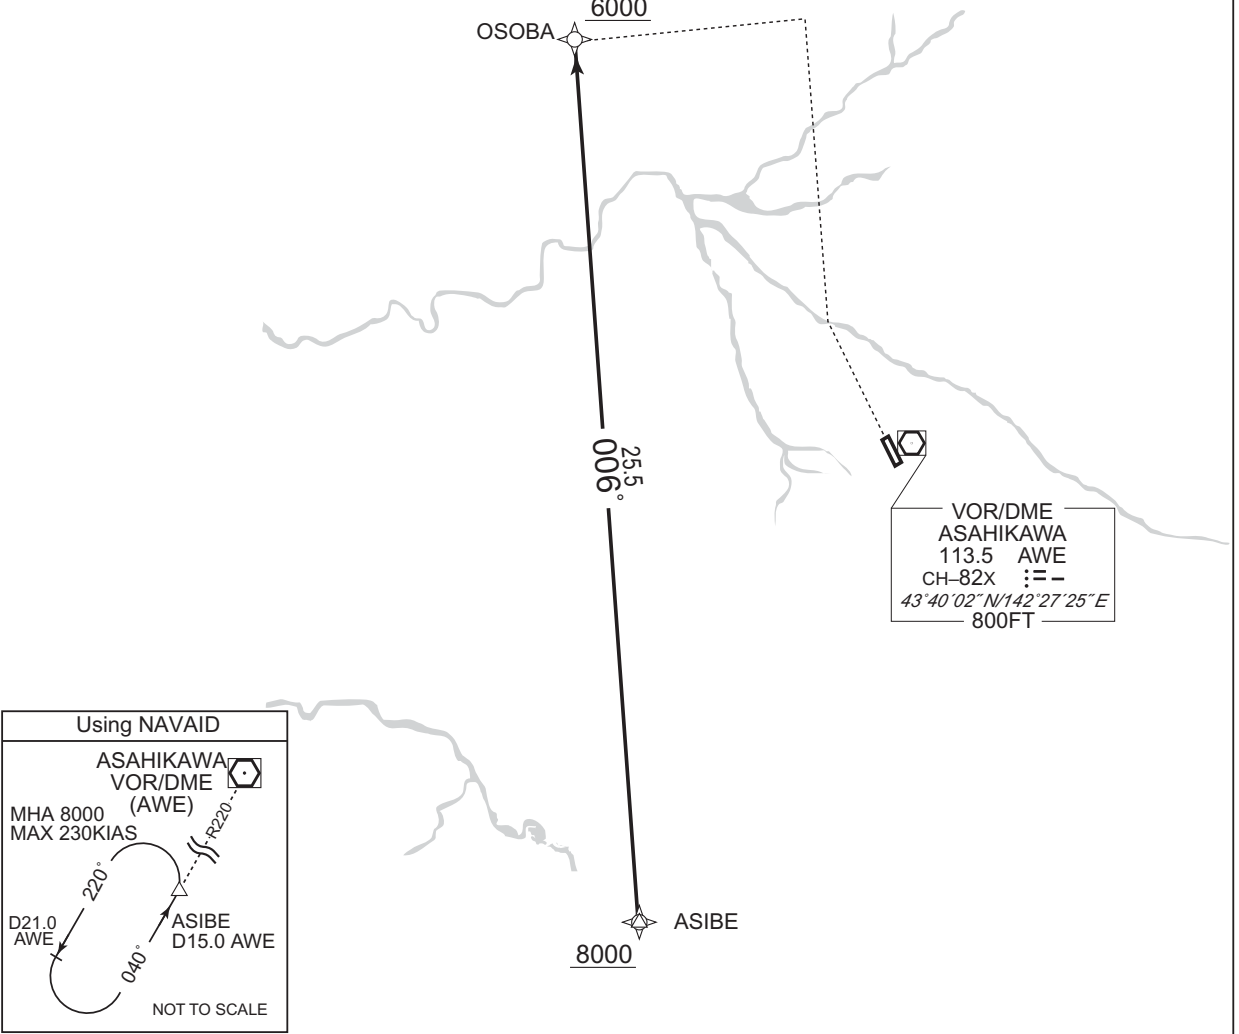 6000
OSOBA
25.5
006°
VOR/DME
ASAHIKAWA
113.5 AWE
CH–82X
43°40′02″N/142°27′25″E
800FT
ASIBE
8000
Using NAVAID
ASAHIKAWA
VOR/DME
(AWE)
R220
MHA 8000
MAX 230KIAS
220°
D21.0
AWE
ASIBE
D15.0 AWE
040°
NOT TO SCALE